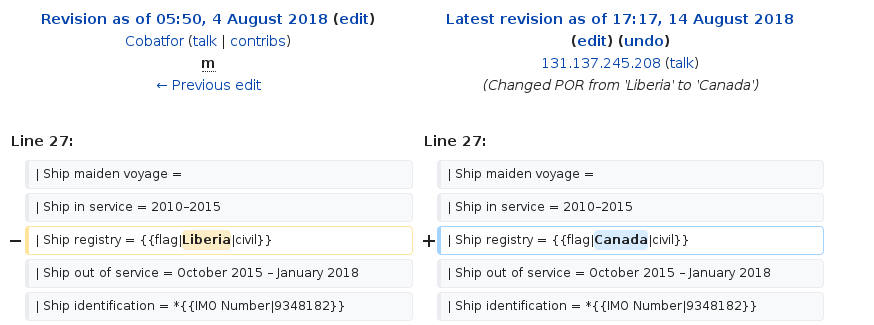 Revision as of 05:50, 4 August 2018 (edit)
Cobatfor (talk | contribs)
m
← Previous edit
Latest revision as of 17:17, 14 August 2018
(edit) (undo)
131.137.245.208 (talk)
(Changed POR from 'Liberia' to 'Canada')
Line 27:
Line 27:
| Ship maiden voyage =
| Ship maiden voyage =
| Ship in service = 2010–2015
| Ship in service = 2010–2015
− | Ship registry = {{flag|Liberia|civil}}
+ | Ship registry = {{flag|Canada|civil}}
| Ship out of service = October 2015 – January 2018
| Ship out of service = October 2015 – January 2018
| Ship identification = *{{IMO Number|9348182}}
| Ship identification = *{{IMO Number|9348182}}